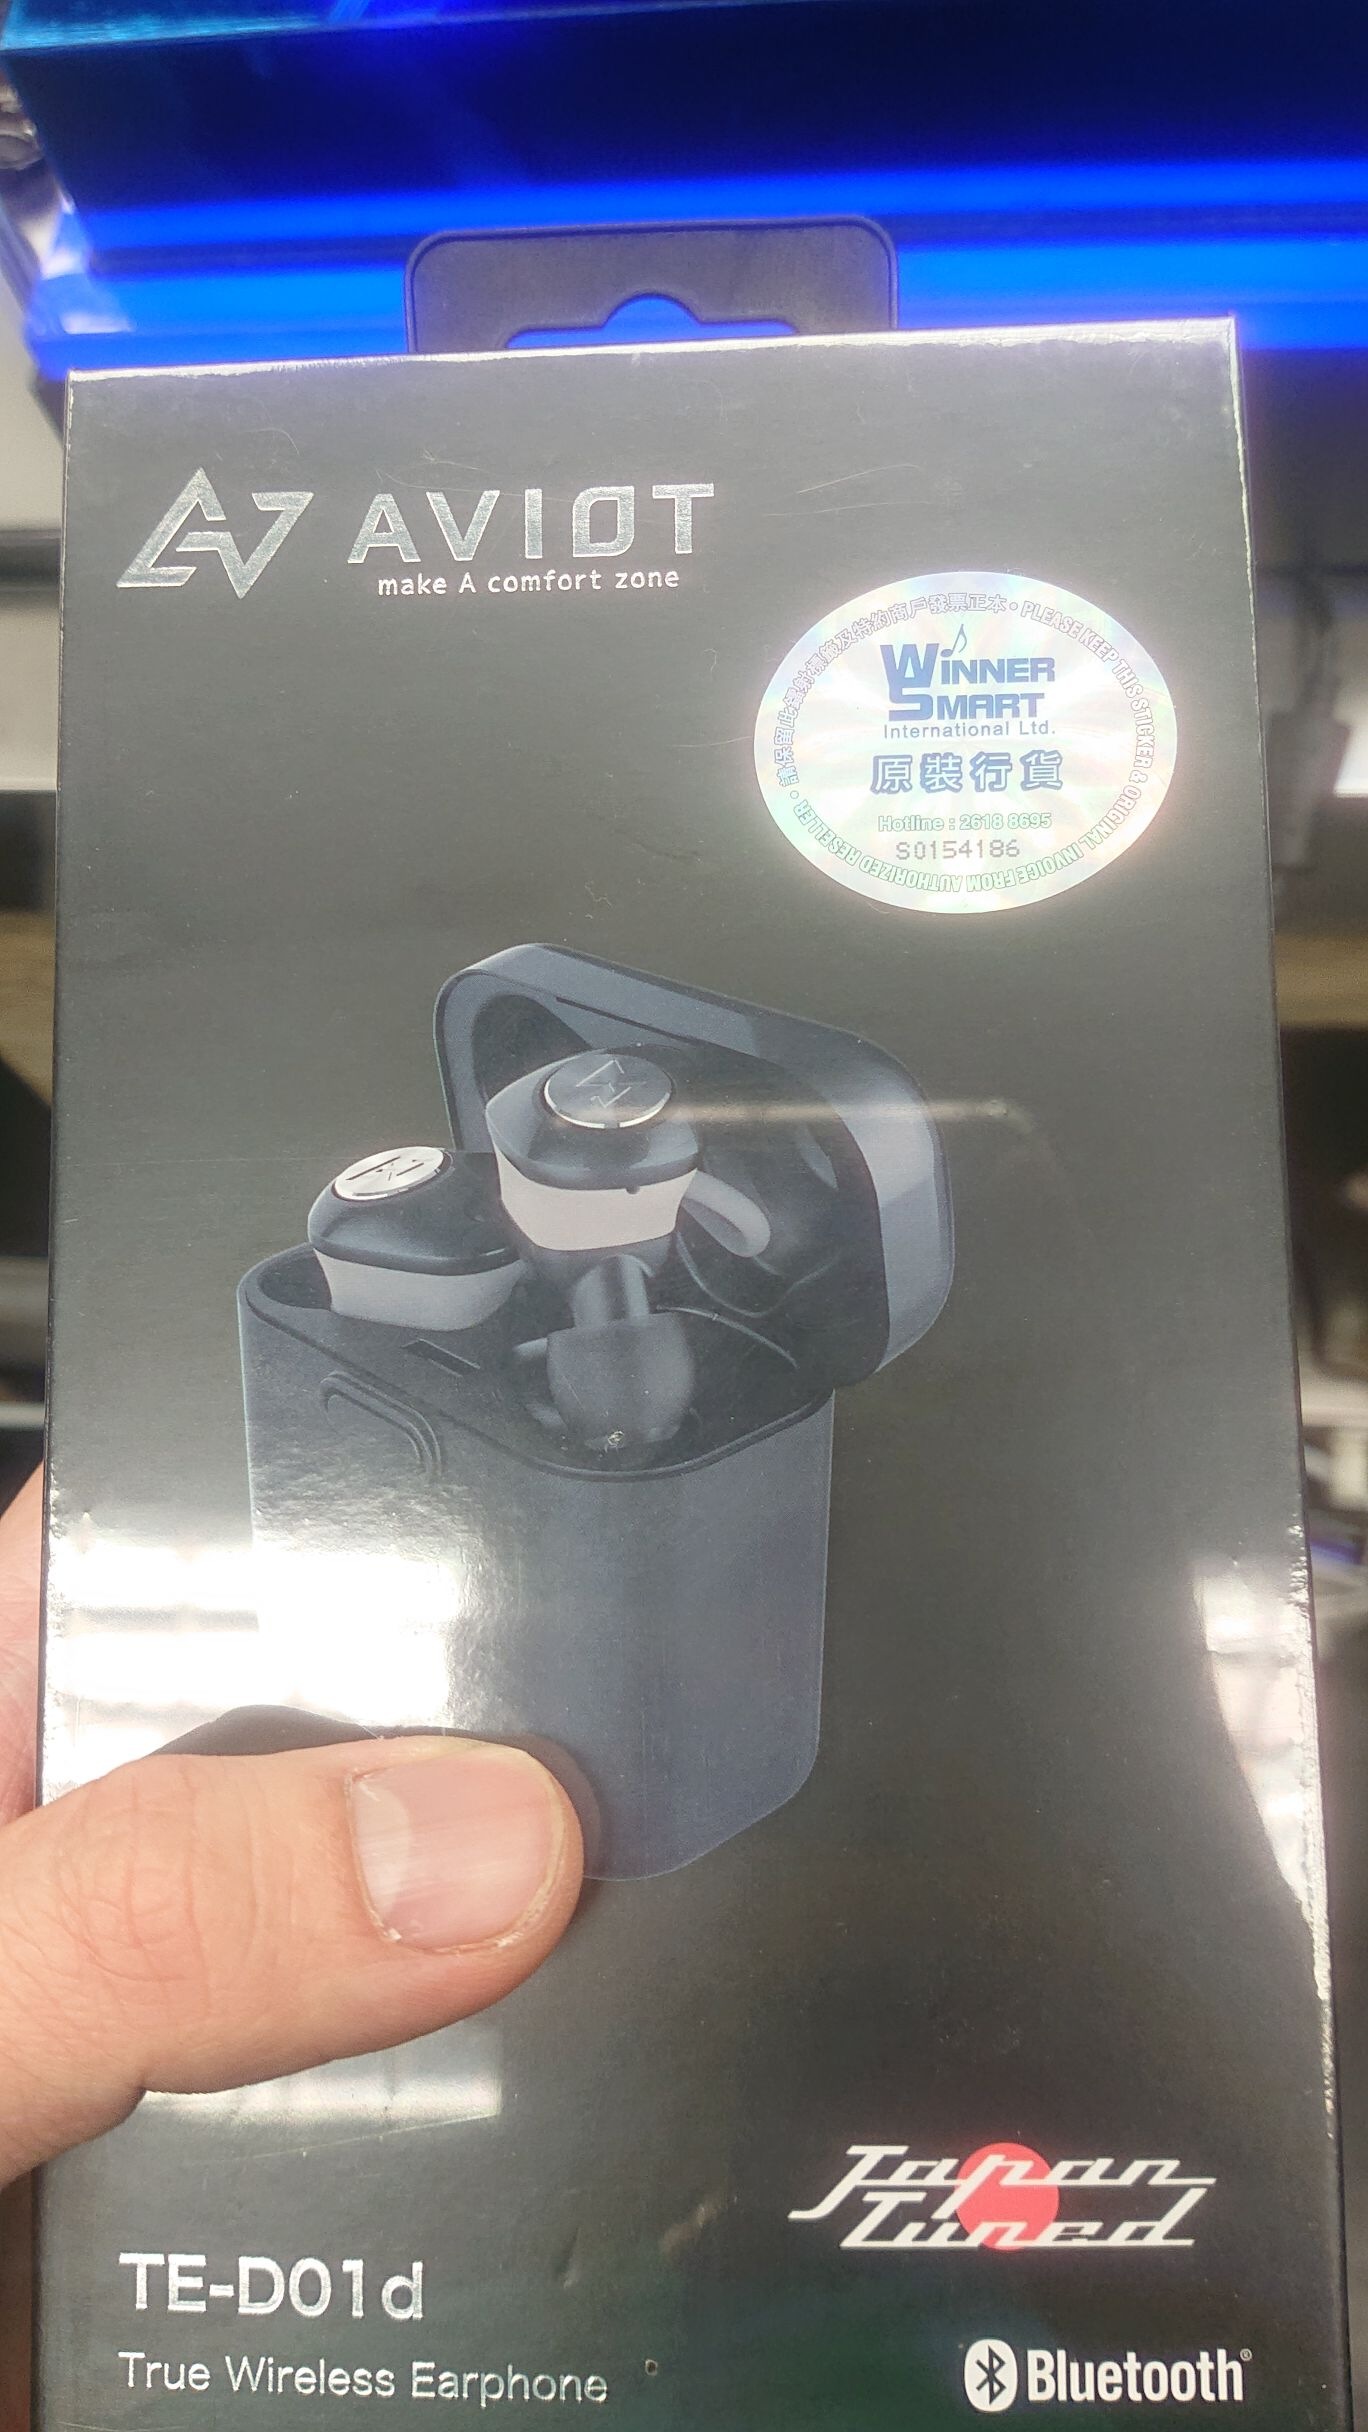 AVIOT
make A comfort zone
請保留此鐳射標籤及特約商戶發票正本 • PLEASE KEEP THIS STICKER & ORIGINAL INVOICE FROM AUTHORIZED RESELLER •
WINNER
SMART
International Ltd.
原裝行貨
Hotline : 2618 8695
S0154186
Japan
Tuned
TE-D01d
True Wireless Earphone
Bluetooth®